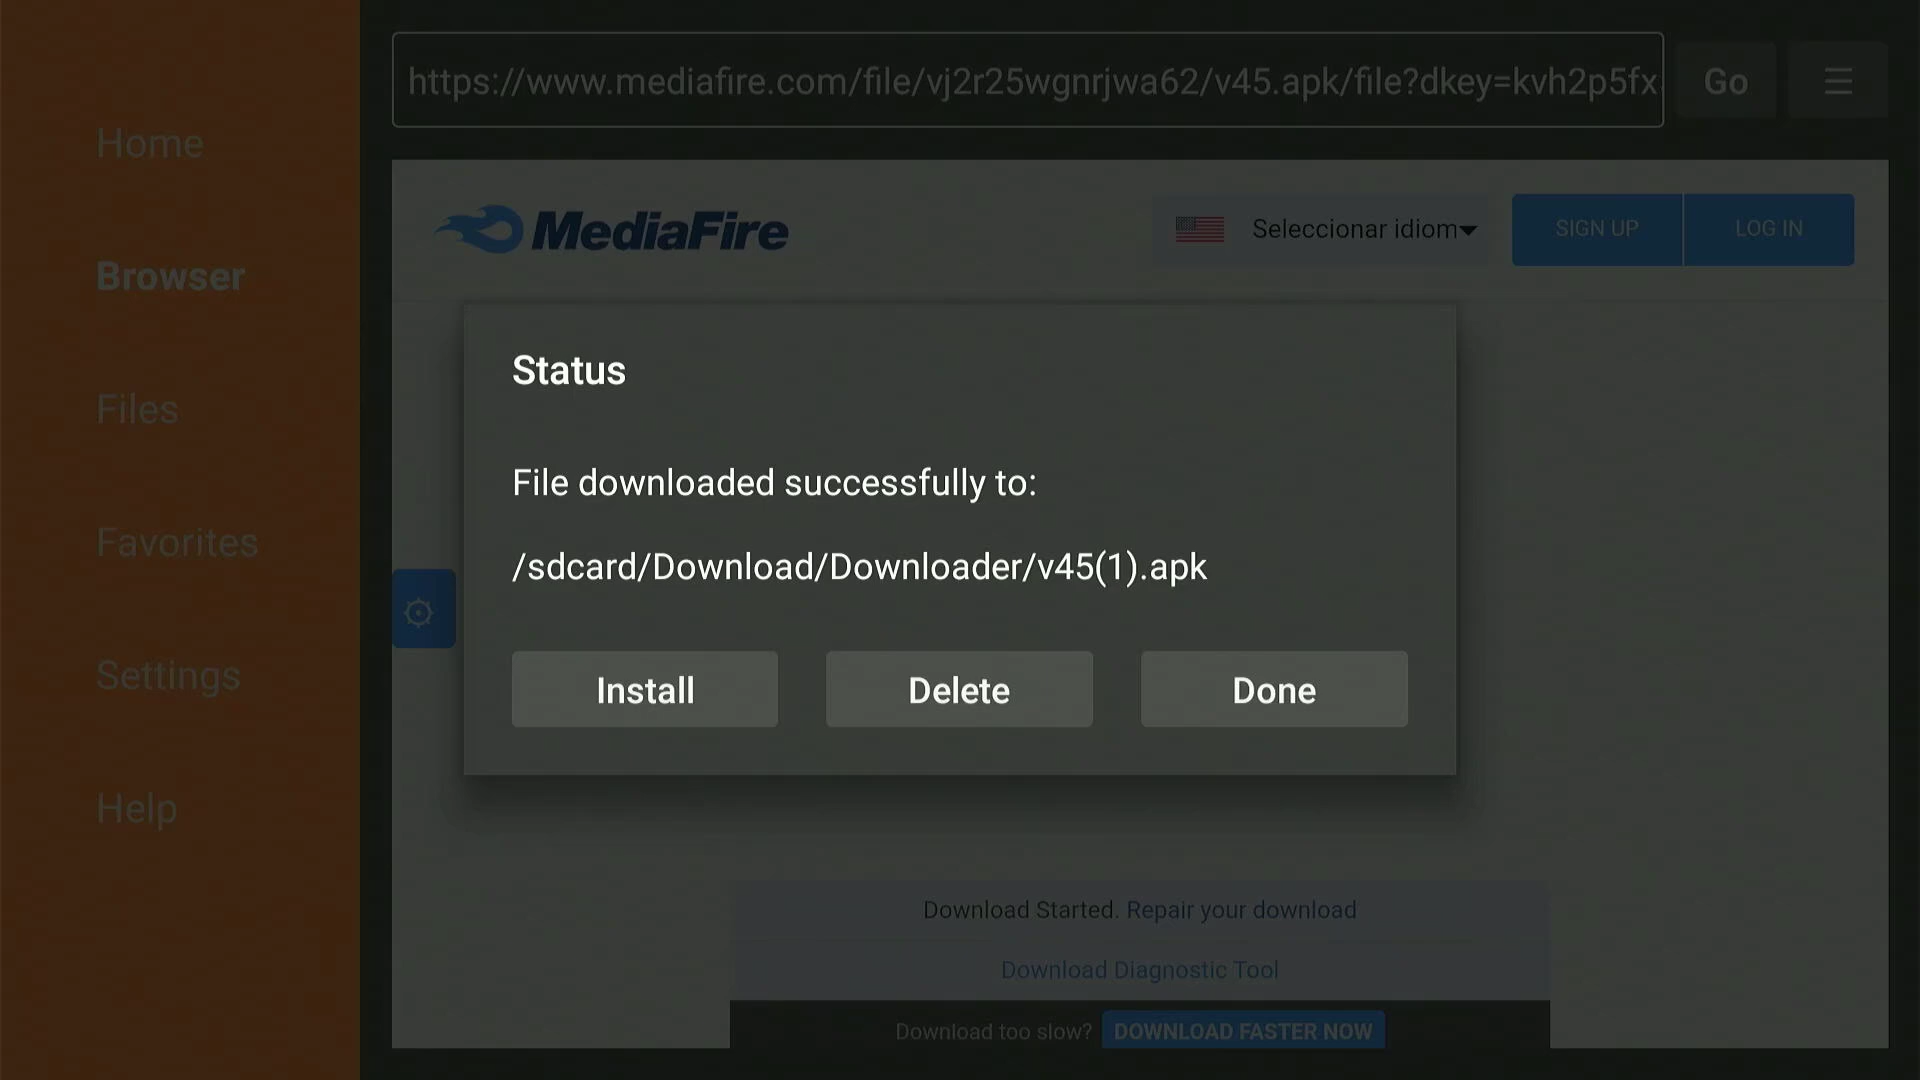 https://www.mediafire.com/file/vj2r25wgnrjwa62/v45.apk/file?dkey=kvh2p5fx
Go
Home
Browser
Files
Favorites
Settings
Help
MediaFire
Seleccionar idiom
SIGN UP
LOG IN
Status
File downloaded successfully to:
/sdcard/Download/Downloader/v45(1).apk
Install
Delete
Done
Download Started. Repair your download
Download Diagnostic Tool
Download too slow? DOWNLOAD FASTER NOW